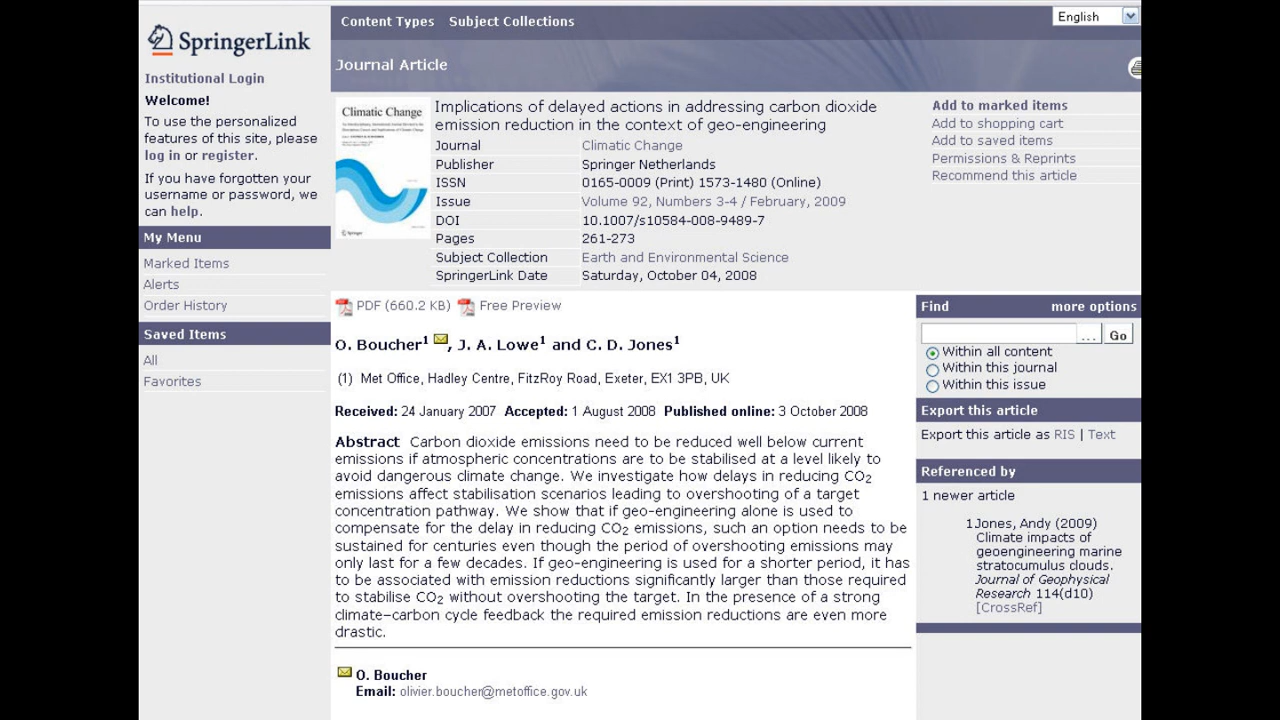 SpringerLink
Content Types Subject Collections
English
Institutional Login
Welcome!
To use the personalized
features of this site, please
log in or register.
If you have forgotten your
username or password, we
can help.
My Menu
Marked Items
Alerts
Order History
Saved Items
All
Favorites
Journal Article
Climatic Change
Springer
Implications of delayed actions in addressing carbon dioxide
emission reduction in the context of geo-engineering
Journal Climatic Change
Publisher Springer Netherlands
ISSN 0165-0009 (Print) 1573-1480 (Online)
Issue Volume 92, Numbers 3-4 / February, 2009
DOI 10.1007/s10584-008-9489-7
Pages 261-273
Subject Collection Earth and Environmental Science
SpringerLink Date Saturday, October 04, 2008
Add to marked items
Add to shopping cart
Add to saved items
Permissions & Reprints
Recommend this article
PDF (660.2 KB) Free Preview
O. Boucher¹ , J. A. Lowe¹ and C. D. Jones¹
(1) Met Office, Hadley Centre, FitzRoy Road, Exeter, EX1 3PB, UK
Received: 24 January 2007 Accepted: 1 August 2008 Published online: 3 October 2008
Abstract Carbon dioxide emissions need to be reduced well below current
emissions if atmospheric concentrations are to be stabilised at a level likely to
avoid dangerous climate change. We investigate how delays in reducing CO₂
emissions affect stabilisation scenarios leading to overshooting of a target
concentration pathway. We show that if geo-engineering alone is used to
compensate for the delay in reducing CO₂ emissions, such an option needs to be
sustained for centuries even though the period of overshooting emissions may
only last for a few decades. If geo-engineering is used for a shorter period, it has
to be associated with emission reductions significantly larger than those required
to stabilise CO₂ without overshooting the target. In the presence of a strong
climate–carbon cycle feedback the required emission reductions are even more
drastic.
O. Boucher
Email: olivier.boucher@metoffice.gov.uk
Find more options
... Go
Within all content
Within this journal
Within this issue
Export this article
Export this article as RIS | Text
Referenced by
1 newer article
1 Jones, Andy (2009)
Climate impacts of
geoengineering marine
stratocumulus clouds.
Journal of Geophysical
Research 114(d10)
[CrossRef]